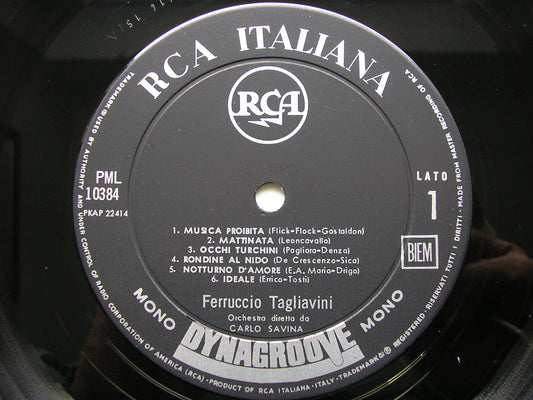 RCA ITALIANA
RCA
PML
10384
PKAP 22414
LATO
1
BIEM
1. MUSICA PROIBITA (Flick-Flock-Gastaldon)
2. MATTINATA (Leoncavallo)
3. OCCHI TURCHINI (Pagliara-Denza)
4. RONDINE AL NIDO (De Crescenzo-Sica)
5. NOTTURNO D'AMORE (E.A. Mario-Drigo)
6. IDEALE (Errico-Tosti)
Ferruccio Tagliavini
Orchestra diretta da
CARLO SAVINA
MONO DYNAGROOVE MONO
TRADEMARK ® USED BY AUTHORITY AND UNDER CONTROL OF RADIO CORPORATION OF AMERICA (RCA) • PRODUCT OF RCA ITALIANA - ITALY - TRADEMARK(S) ® REGISTERED - RISERVATI TUTTI I DIRITTI - MADE FROM MASTER RECORDING OF RCA